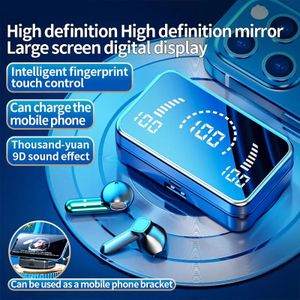 High definition High definition mirror
Large screen digital display
Intelligent fingerprint
touch control
Can charge the
mobile phone
Thousand-yuan
9D sound effect
100
100
100
Can be used as a mobile phone bracket